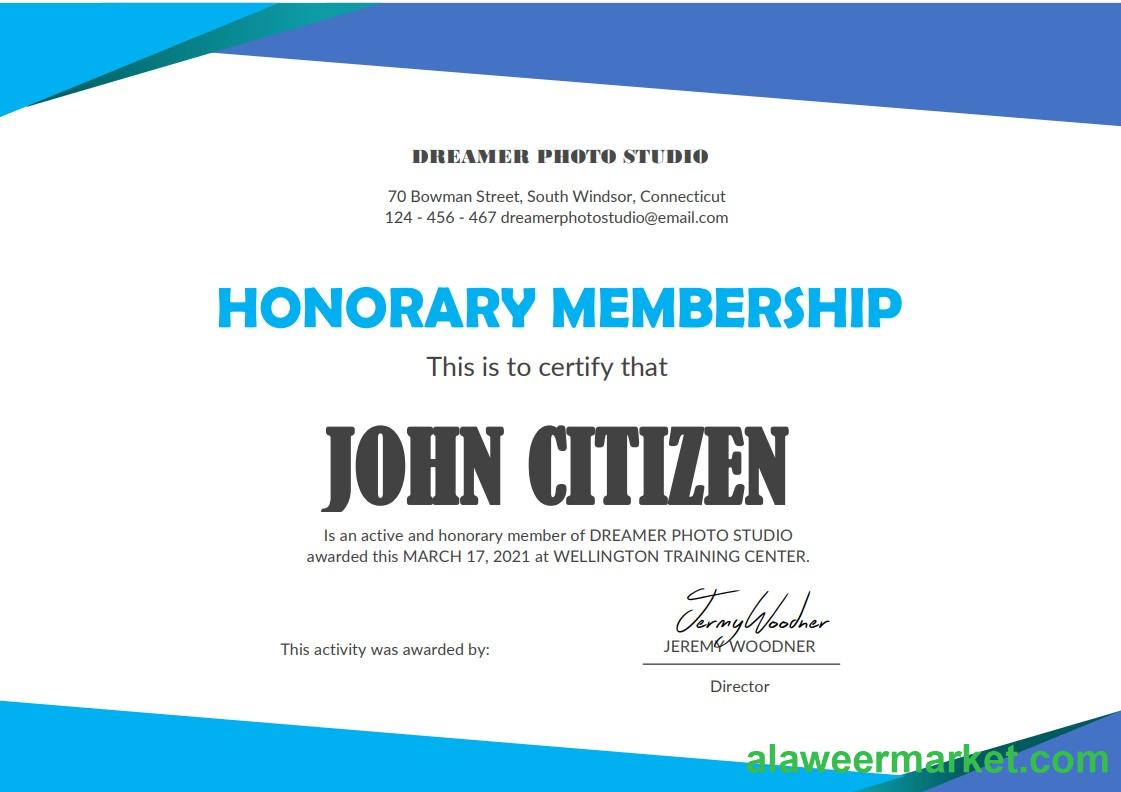 DREAMER PHOTO STUDIO
70 Bowman Street, South Windsor, Connecticut
124 - 456 - 467 dreamerphotostudio@email.com
HONORARY MEMBERSHIP
This is to certify that
JOHN CITIZEN
Is an active and honorary member of DREAMER PHOTO STUDIO
awarded this MARCH 17, 2021 at WELLINGTON TRAINING CENTER.
JermyWoodner
This activity was awarded by:
JEREMY WOODNER
Director
alaweermarket.com